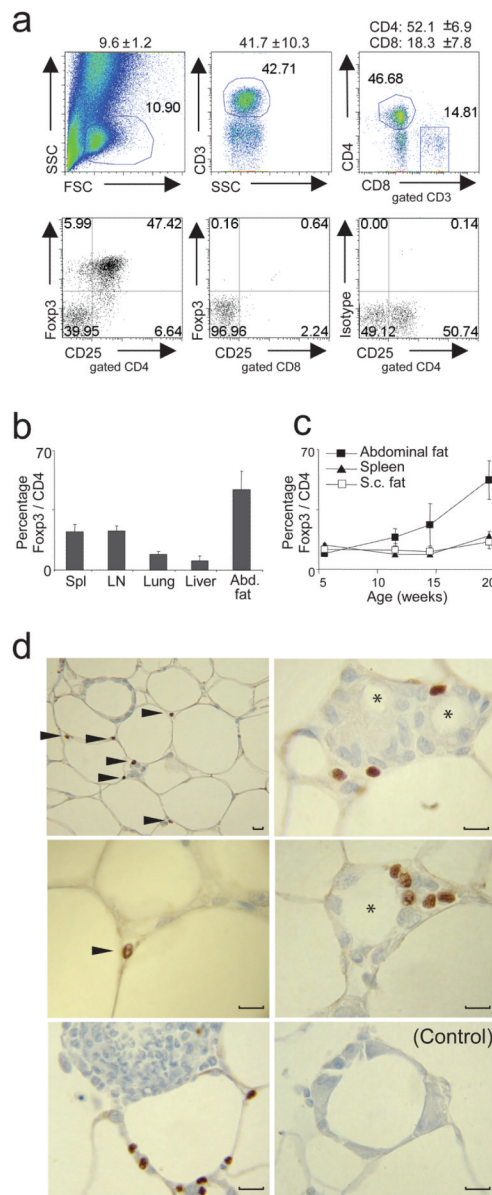 a
9.6 ±1.2
41.7 ±10.3
CD4: 52.1 ±6.9
CD8: 18.3 ±7.8
10.90
SSC
FSC
42.71
CD3
SSC
46.68
14.81
CD4
CD8
gated CD3
5.99 47.42
Foxp3
39.95 6.64
CD25
gated CD4
0.16 0.64
Foxp3
96.96 2.24
CD25
gated CD8
0.00 0.14
Isotype
49.12 50.74
CD25
gated CD4
b
70
Percentage
Foxp3 / CD4
0
Spl LN Lung Liver Abd.
fat
c
70
Percentage
Foxp3 / CD4
0
Abdominal fat
Spleen
S.c. fat
5 10 15 20
Age (weeks)
d
*
*
*
(Control)